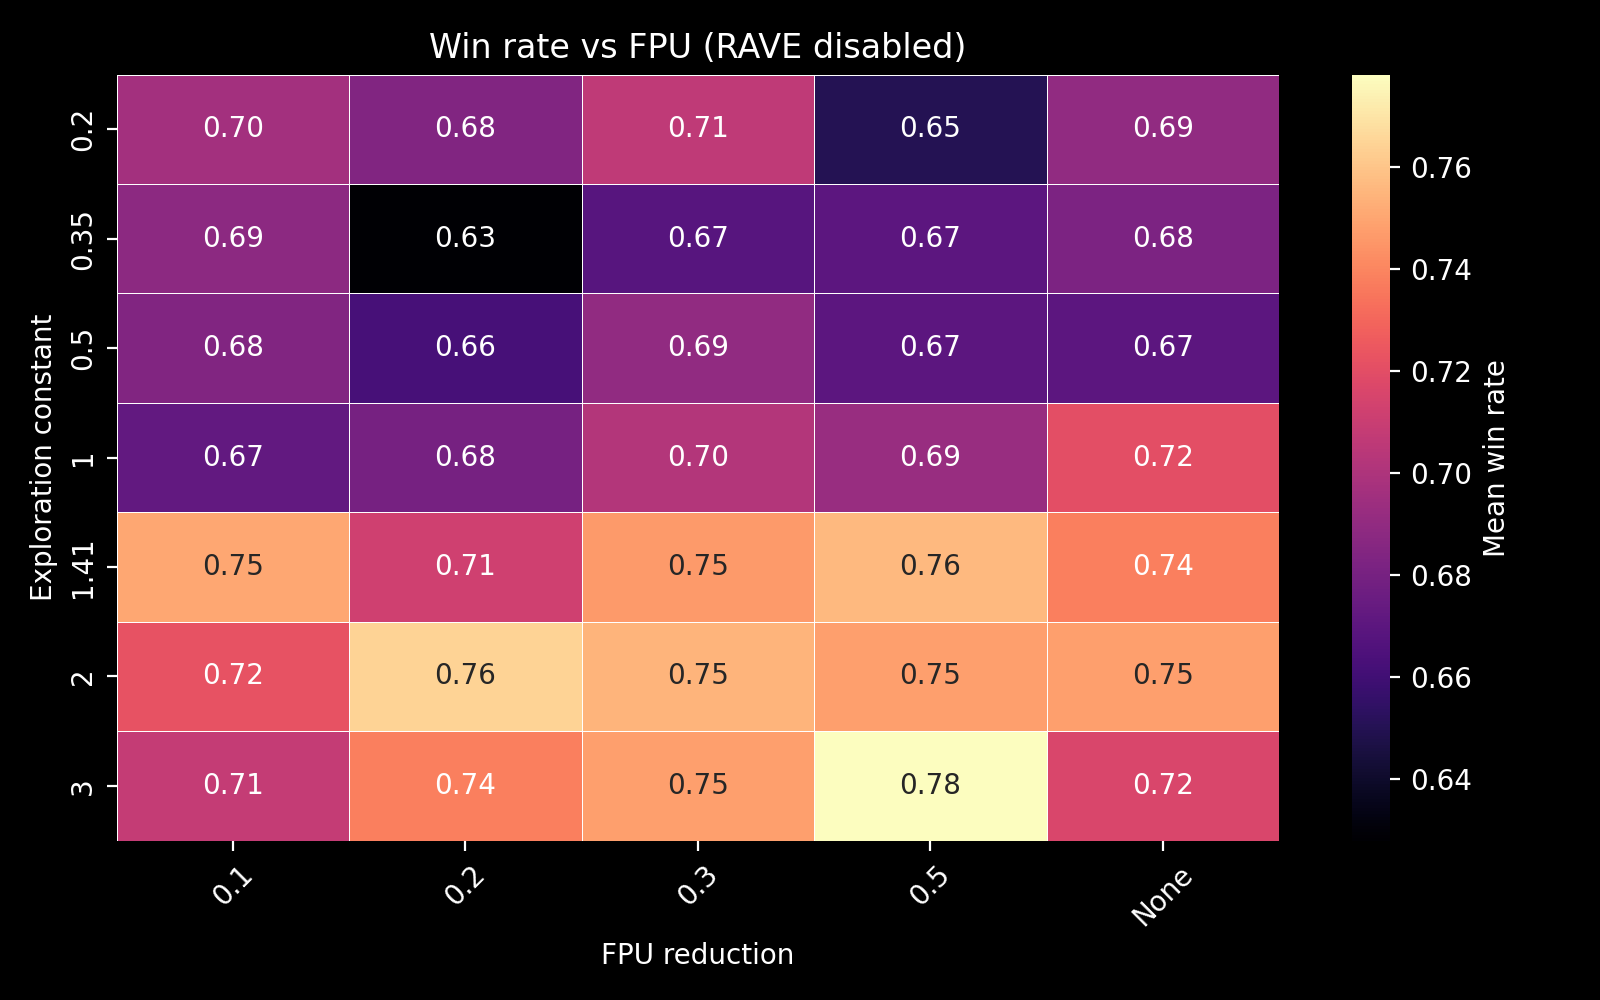 Win rate vs FPU (RAVE disabled)
Exploration constant
0.2 0.70 0.68 0.71 0.65 0.69
0.35 0.69 0.63 0.67 0.67 0.68
0.5 0.68 0.66 0.69 0.67 0.67
1 0.67 0.68 0.70 0.69 0.72
1.41 0.75 0.71 0.75 0.76 0.74
2 0.72 0.76 0.75 0.75 0.75
3 0.71 0.74 0.75 0.78 0.72
0.1 0.2 0.3 0.5 None
FPU reduction
0.76
0.74
0.72
0.70
0.68
0.66
0.64
Mean win rate